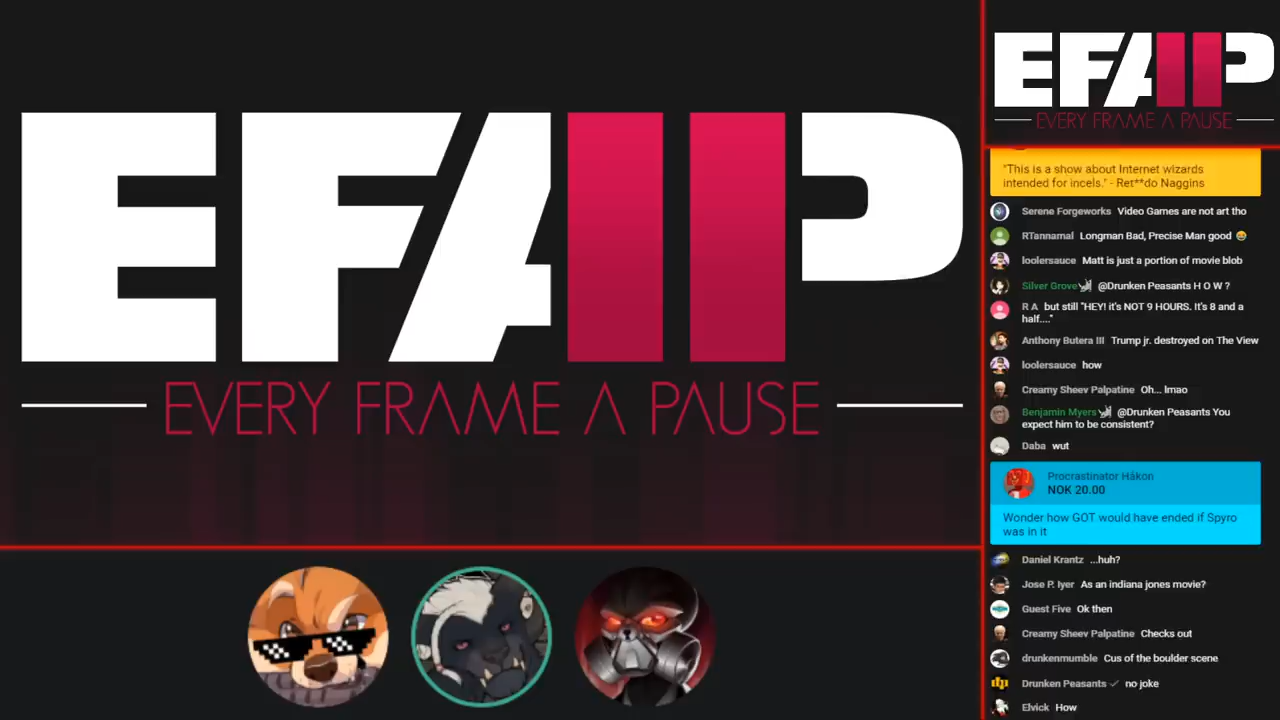 EFAP
EVERY FRAME A PAUSE
EFAP
EVERY FRAME A PAUSE
"This is a show about Internet wizards
intended for incels." - Ret**do Naggins
Serene Forgeworks Video Games are not art tho
RTannamal Longman Bad, Precise Man good 😂
loolersauce Matt is just a portion of movie blob
Silver Grove @Drunken Peasants H O W ?
R A but still "HEY! it's NOT 9 HOURS. It's 8 and a
half...."
Anthony Butera III Trump jr. destroyed on The View
loolersauce how
Creamy Sheev Palpatine Oh... lmao
Benjamin Myers @Drunken Peasants You
expect him to be consistent?
Daba wut
Procrastinator Håkon
NOK 20.00
Wonder how GOT would have ended if Spyro
was in it
Daniel Krantz ...huh?
Jose P. Iyer As an indiana jones movie?
Guest Five Ok then
Creamy Sheev Palpatine Checks out
drunkenmumble Cus of the boulder scene
Drunken Peasants ✓ no joke
Elvick How